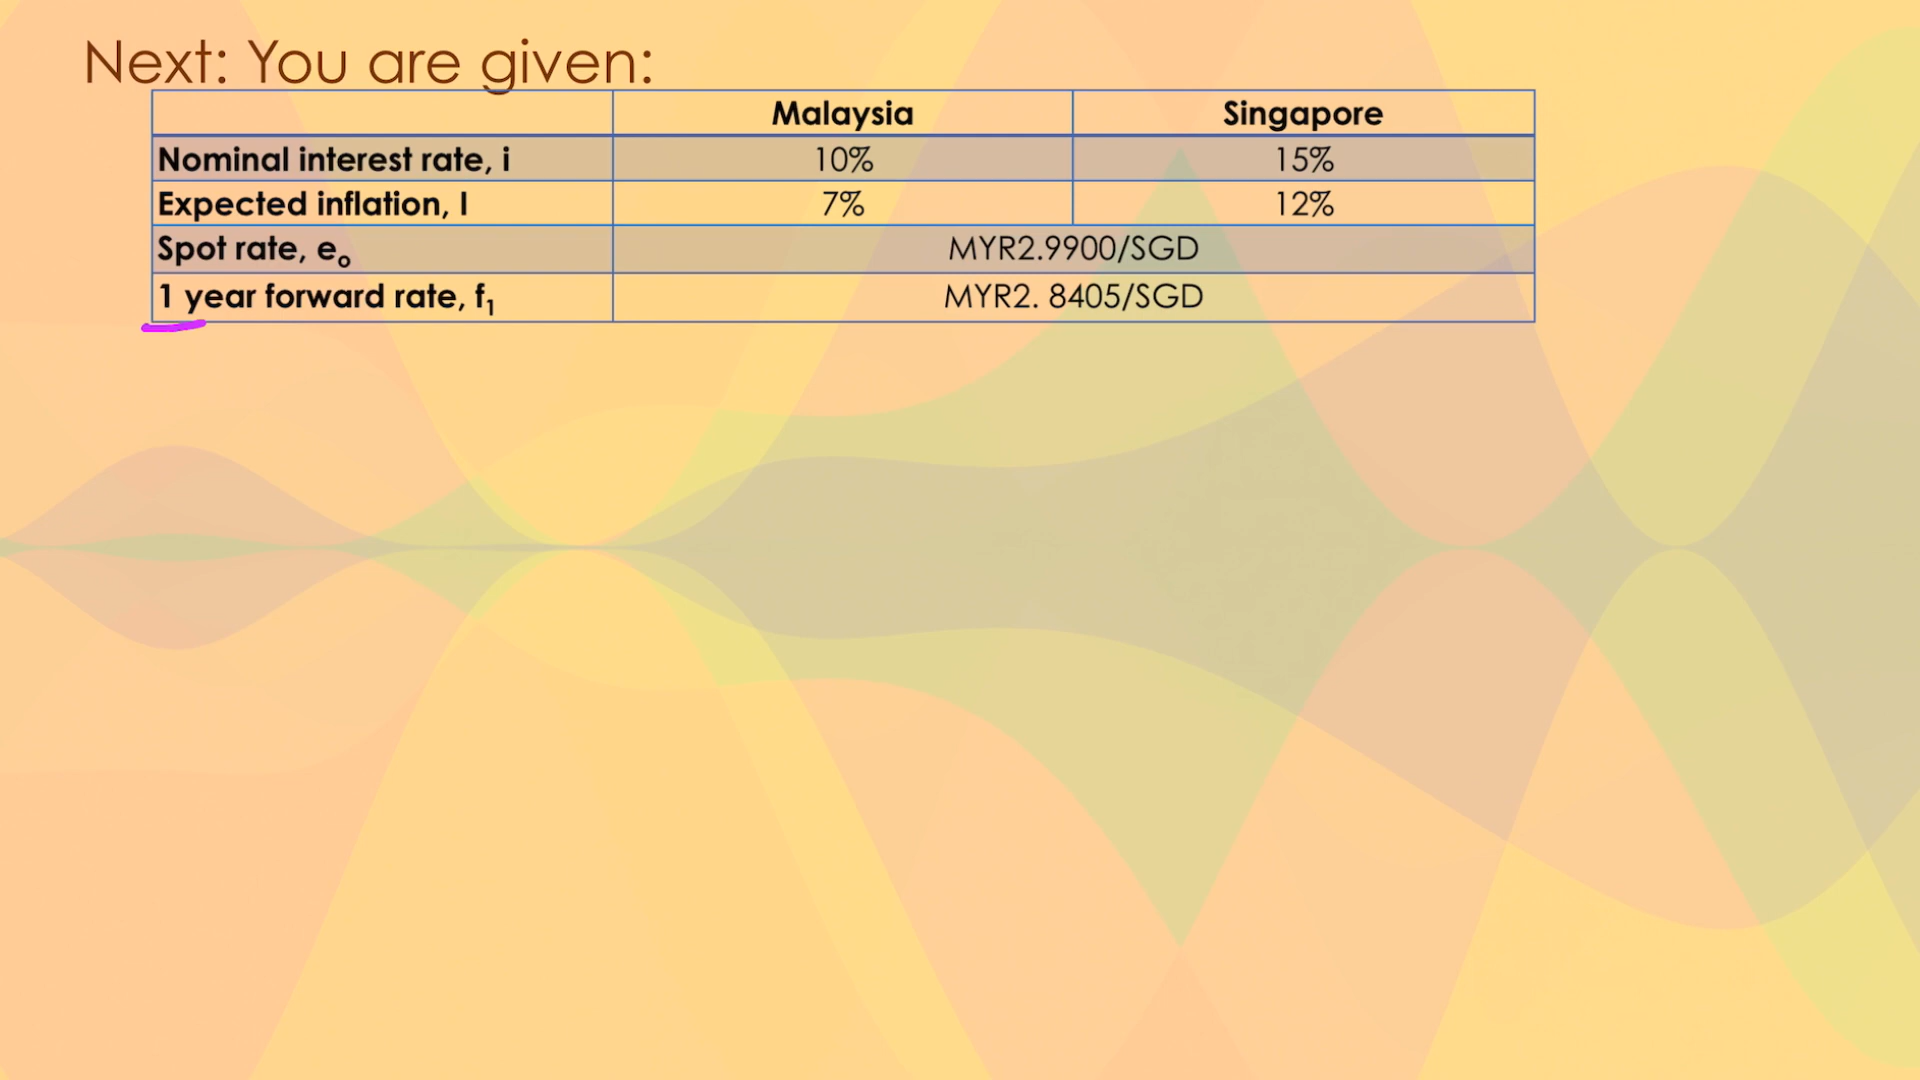 Next: You are given:
Malaysia Singapore
Nominal interest rate, i 10% 15%
Expected inflation, I 7% 12%
Spot rate, eo MYR2.9900/SGD
1 year forward rate, f1 MYR2. 8405/SGD